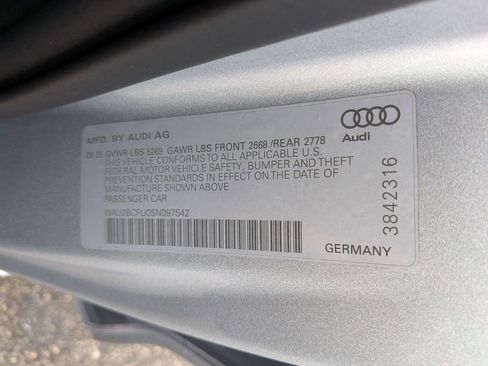 MFD. BY AUDI AG
09 25 GVWR LBS 5269 GAWR LBS FRONT 2668 /REAR 2778
THIS VEHICLE CONFORMS TO ALL APPLICABLE U.S.
FEDERAL MOTOR VEHICLE SAFETY, BUMPER AND THEFT
PREVENTION STANDARDS IN EFFECT ON THE DATE OF
MANUFACTURE SHOWN ABOVE
PASSENGER CAR
WAU2BCFU0SN097542
Audi
3842316
GERMANY